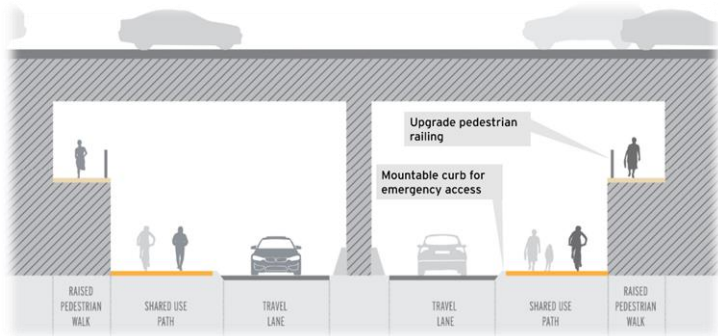 Upgrade pedestrian
railing
Mountable curb for
emergency access
RAISED
PEDESTRIAN
WALK
SHARED USE
PATH
TRAVEL
LANE
TRAVEL
LANE
SHARED USE
PATH
RAISED
PEDESTRIAN
WALK